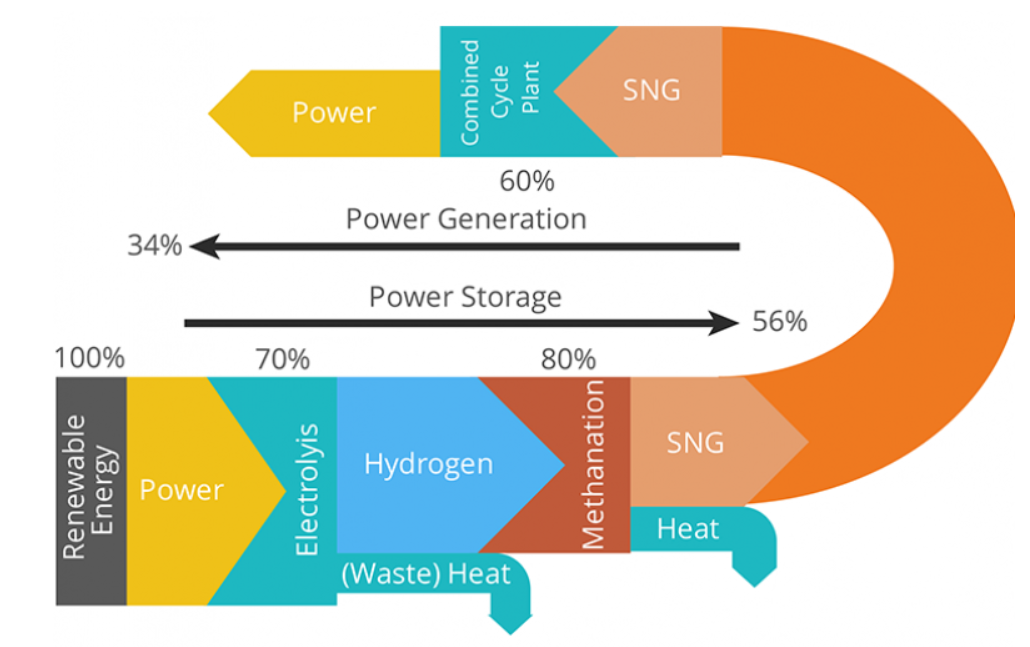 Combined
Cycle
Plant
SNG
Power
60%
Power Generation
34%
Power Storage
56%
100%
70%
80%
Renewable
Energy
Power
Electrolyis
Hydrogen
Methanation
SNG
Heat
(Waste) Heat